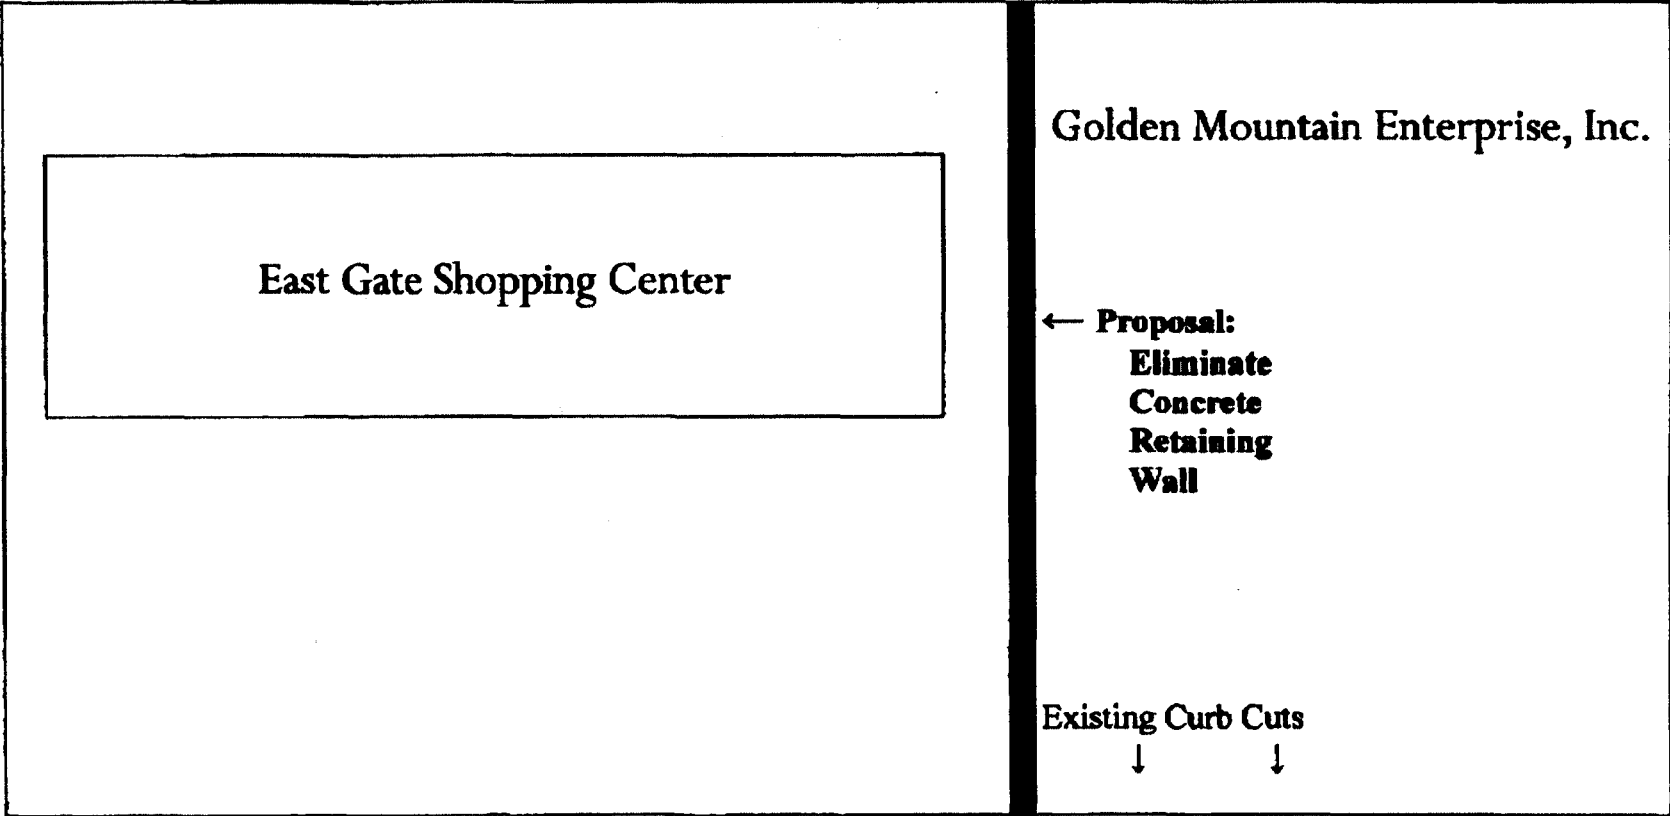 Golden Mountain Enterprise, Inc.
East Gate Shopping Center
← Proposal:
Eliminate
Concrete
Retaining
Wall
Existing Curb Cuts
↓ ↓